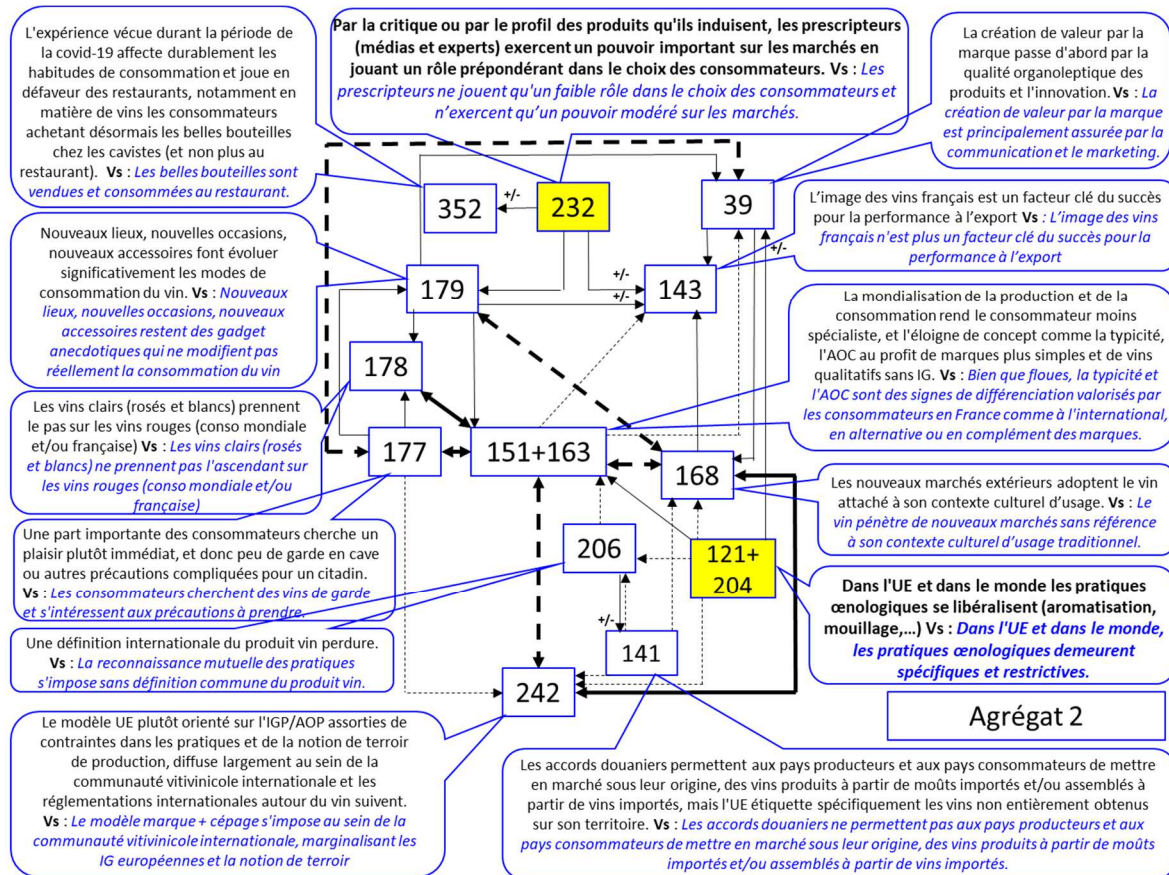 L'expérience vécue durant la période de
la covid-19 affecte durablement les
habitudes de consommation et joue en
défaveur des restaurants, notamment en
matière de vins les consommateurs
achetant désormais les belles bouteilles
chez les cavistes (et non plus au
restaurant). Vs : Les belles bouteilles sont
vendues et consommées au restaurant.
Par la critique ou par le profil des produits qu'ils induisent, les prescripteurs
(médias et experts) exercent un pouvoir important sur les marchés en
jouant un rôle prépondérant dans le choix des consommateurs. Vs : Les
prescripteurs ne jouent qu'un faible rôle dans le choix des consommateurs et
n'exercent qu'un pouvoir modéré sur les marchés.
La création de valeur par la
marque passe d'abord par la
qualité organoleptique des
produits et l'innovation. Vs : La
création de valeur par la marque
est principalement assurée par la
communication et le marketing.
352
+/-
232
39
+/-
L'image des vins français est un facteur clé du succès
pour la performance à l'export Vs : L'image des vins
français n'est plus un facteur clé du succès pour la
performance à l'export
Nouveaux lieux, nouvelles occasions,
nouveaux accessoires font évoluer
significativement les modes de
consommation du vin. Vs : Nouveaux
lieux, nouvelles occasions, nouveaux
accessoires restent des gadget
anecdotiques qui ne modifient pas
réellement la consommation du vin
179
+/-
+/-
143
La mondialisation de la production et de la
consommation rend le consommateur moins
spécialiste, et l'éloigne de concept comme la typicité,
l'AOC au profit de marques plus simples et de vins
qualitatifs sans IG. Vs : Bien que floues, la typicité et
l'AOC sont des signes de différenciation valorisés par
les consommateurs en France comme à l'international,
en alternative ou en complément des marques.
178
Les vins clairs (rosés et blancs) prennent
le pas sur les vins rouges (conso mondiale
et/ou française) Vs : Les vins clairs (rosés
et blancs) ne prennent pas l'ascendant sur
les vins rouges (conso mondiale et/ou
française)
177
151+163
168
Les nouveaux marchés extérieurs adoptent le vin
attaché à son contexte culturel d'usage. Vs : Le
vin pénètre de nouveaux marchés sans référence
à son contexte culturel d'usage traditionnel.
Une part importante des consommateurs cherche un
plaisir plutôt immédiat, et donc peu de garde en cave
ou autres précautions compliquées pour un citadin.
Vs : Les consommateurs cherchent des vins de garde
et s'intéressent aux précautions à prendre.
206
121+
204
Dans l'UE et dans le monde les pratiques
œnologiques se libéralisent (aromatisation,
mouillage,…) Vs : Dans l'UE et dans le monde,
les pratiques œnologiques demeurent
spécifiques et restrictives.
Une définition internationale du produit vin perdure.
Vs : La reconnaissance mutuelle des pratiques
s'impose sans définition commune du produit vin.
+/-
141
242
Agrégat 2
Le modèle UE plutôt orienté sur l'IGP/AOP assorties de
contraintes dans les pratiques et de la notion de terroir
de production, diffuse largement au sein de la
communauté vitivinicole internationale et les
réglementations internationales autour du vin suivent.
Vs : Le modèle marque + cépage s'impose au sein de la
communauté vitivinicole internationale, marginalisant les
IG européennes et la notion de terroir
Les accords douaniers permettent aux pays producteurs et aux pays consommateurs de mettre
en marché sous leur origine, des vins produits à partir de moûts importés et/ou assemblés à
partir de vins importés, mais l'UE étiquette spécifiquement les vins non entièrement obtenus
sur son territoire. Vs : Les accords douaniers ne permettent pas aux pays producteurs et aux
pays consommateurs de mettre en marché sous leur origine, des vins produits à partir de moûts
importés et/ou assemblés à partir de vins importés.